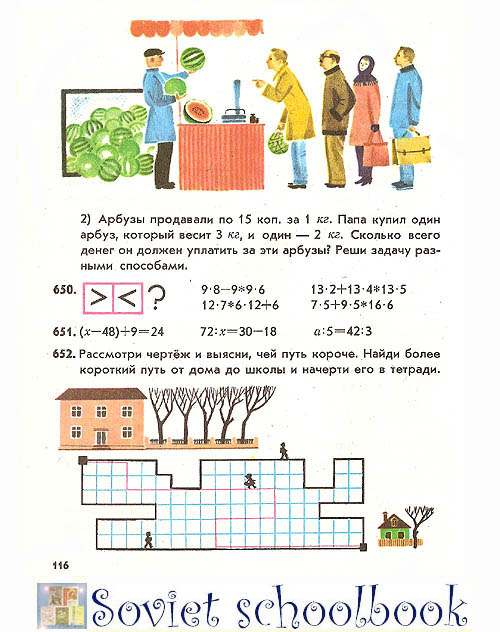 2) Арбузы продавали по 15 коп. за 1 кг. Папа купил один
арбуз, который весит 3 кг, и один — 2 кг. Сколько всего
денег он должен уплатить за эти арбузы? Реши задачу раз-
ными способами.
650. > < ? 9·8—9*9·6 13·2+13·4*13·5
12·7*6·12+6 7·5+9·5*16·6
651. (x—48)+9=24 72:x=30—18 a:5=42:3
652. Рассмотри чертёж и выясни, чей путь короче. Найди более
короткий путь от дома до школы и начерти его в тетради.
116
Soviet schoolbook